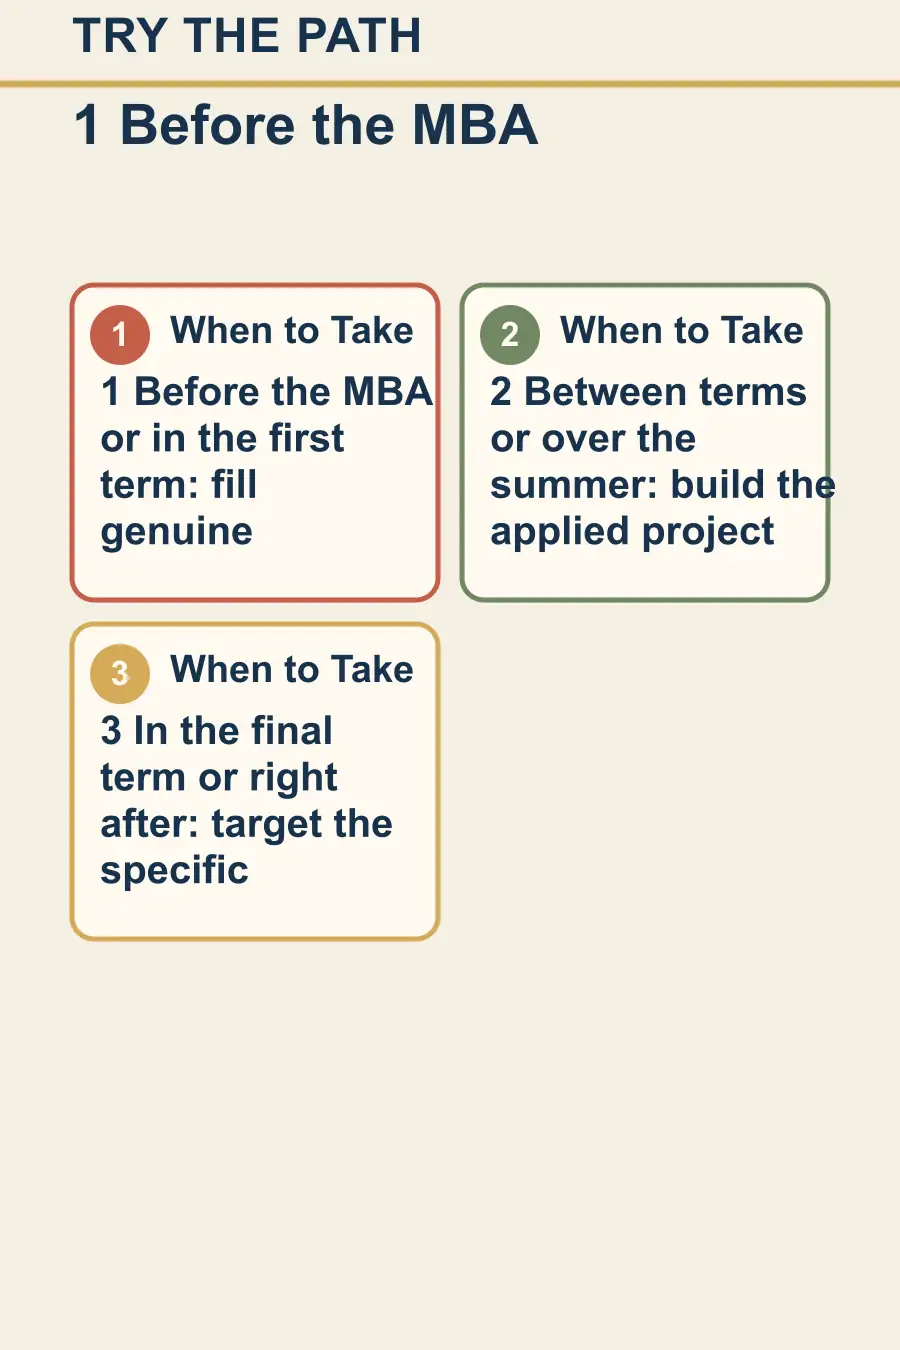 TRY THE PATH
1 Before the MBA
1 When to Take
1 Before the MBA
or in the first
term: fill
genuine
2 When to Take
2 Between terms
or over the
summer: build the
applied project
3 When to Take
3 In the final
term or right
after: target the
specific